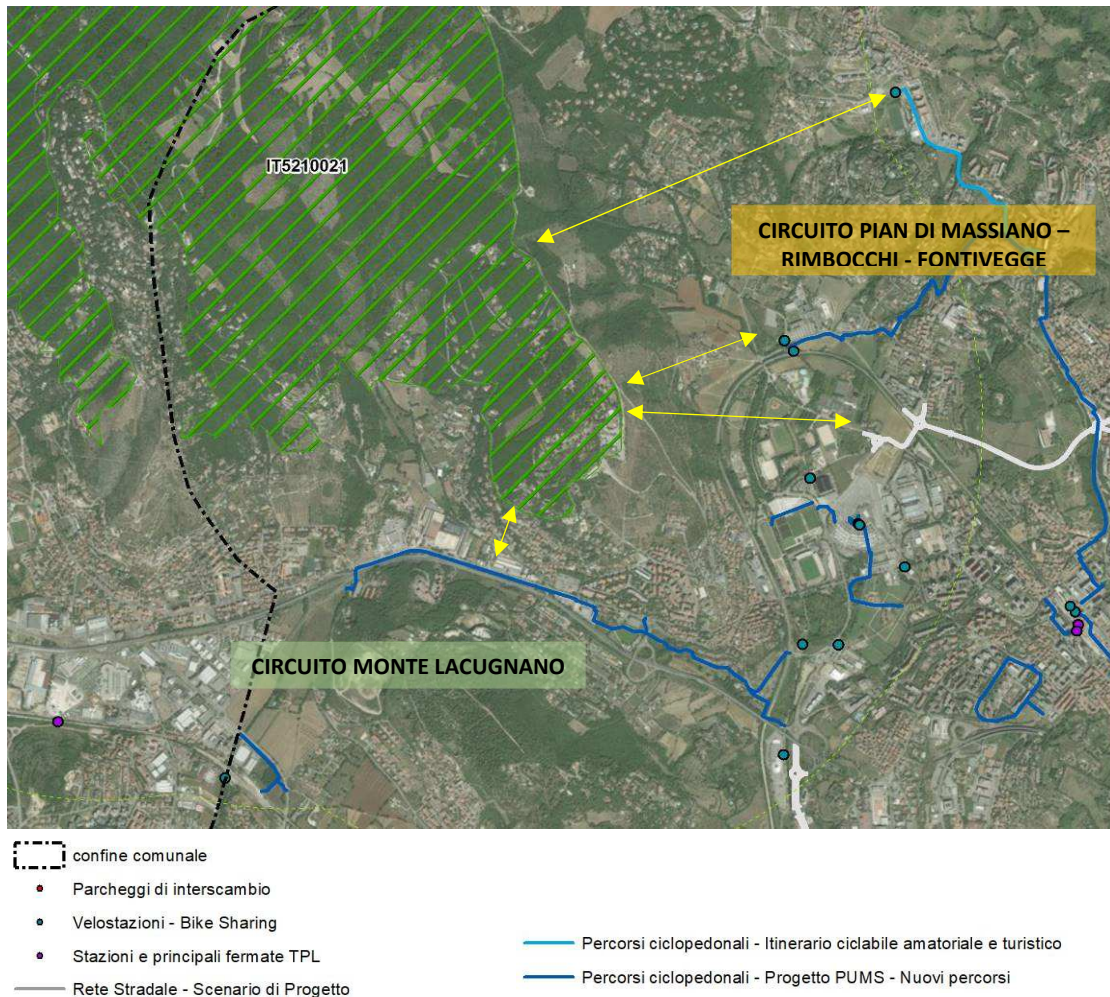 IT5210021
CIRCUITO PIAN DI MASSIANO –
RIMBOCCHI - FONTIVEGGE
CIRCUITO MONTE LACUGNANO
confine comunale
Parcheggi di interscambio
Velostazioni - Bike Sharing
Stazioni e principali fermate TPL
Rete Stradale - Scenario di Progetto
Percorsi ciclopedonali - Itinerario ciclabile amatoriale e turistico
Percorsi ciclopedonali - Progetto PUMS - Nuovi percorsi